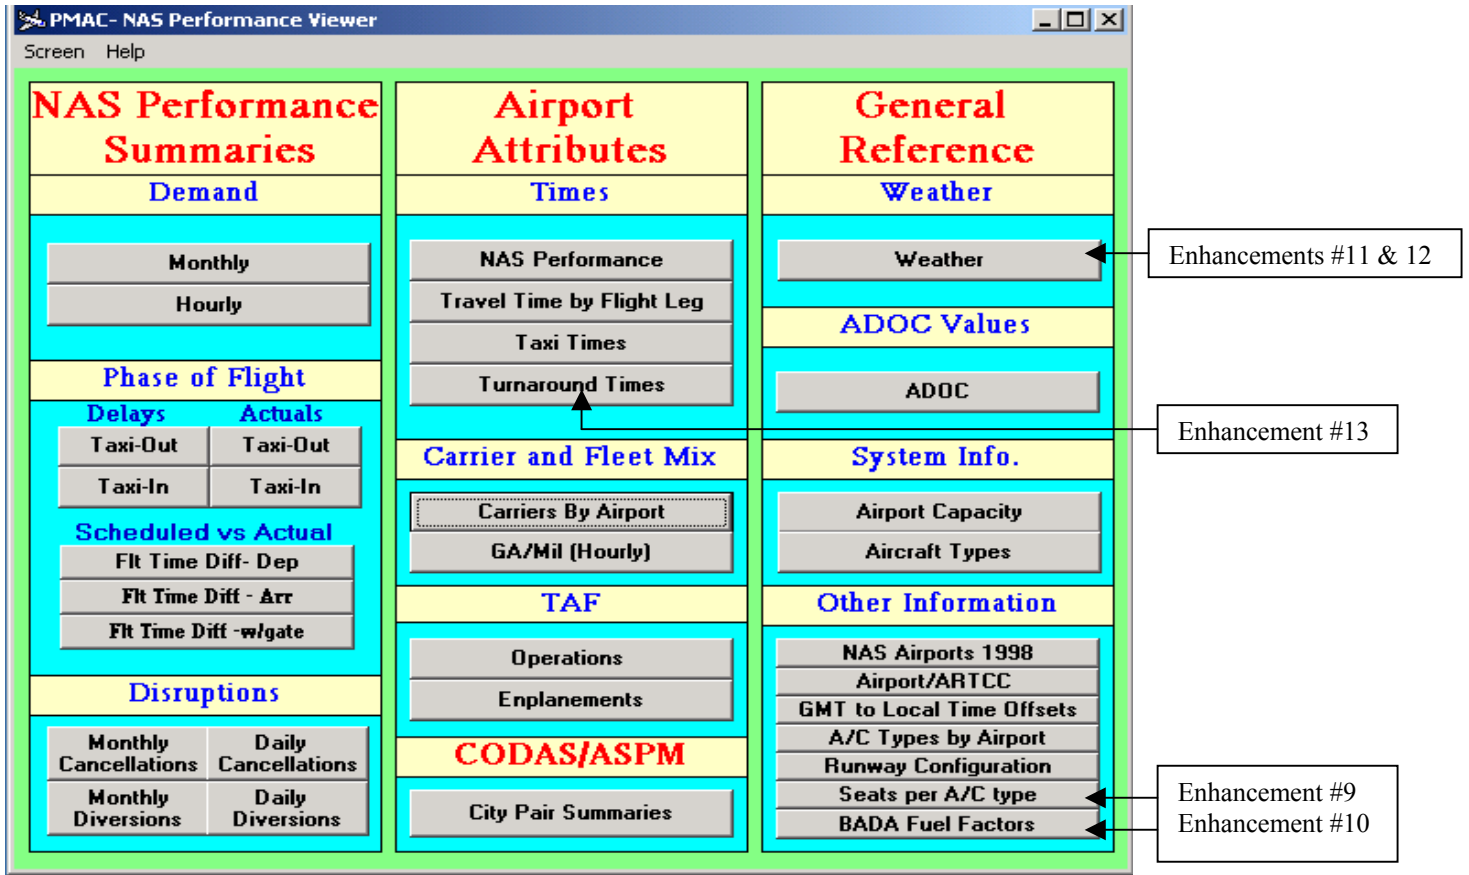 PMAC- NAS Performance Viewer
Screen Help
NAS Performance
Summaries
Demand
Monthly
Hourly
Phase of Flight
Delays Actuals
Taxi-Out Taxi-Out
Taxi-In Taxi-In
Scheduled vs Actual
Flt Time Diff- Dep
Flt Time Diff - Arr
Flt Time Diff -w/gate
Disruptions
Monthly
Cancellations
Daily
Cancellations
Monthly
Diversions
Daily
Diversions
Airport
Attributes
Times
NAS Performance
Travel Time by Flight Leg
Taxi Times
Turnaround Times
Carrier and Fleet Mix
Carriers By Airport
GA/Mil (Hourly)
TAF
Operations
Enplanements
CODAS/ASPM
City Pair Summaries
General
Reference
Weather
Weather
ADOC Values
ADOC
System Info.
Airport Capacity
Aircraft Types
Other Information
NAS Airports 1998
Airport/ARTCC
GMT to Local Time Offsets
A/C Types by Airport
Runway Configuration
Seats per A/C type
BADA Fuel Factors
Enhancements #11 & 12
Enhancement #13
Enhancement #9
Enhancement #10